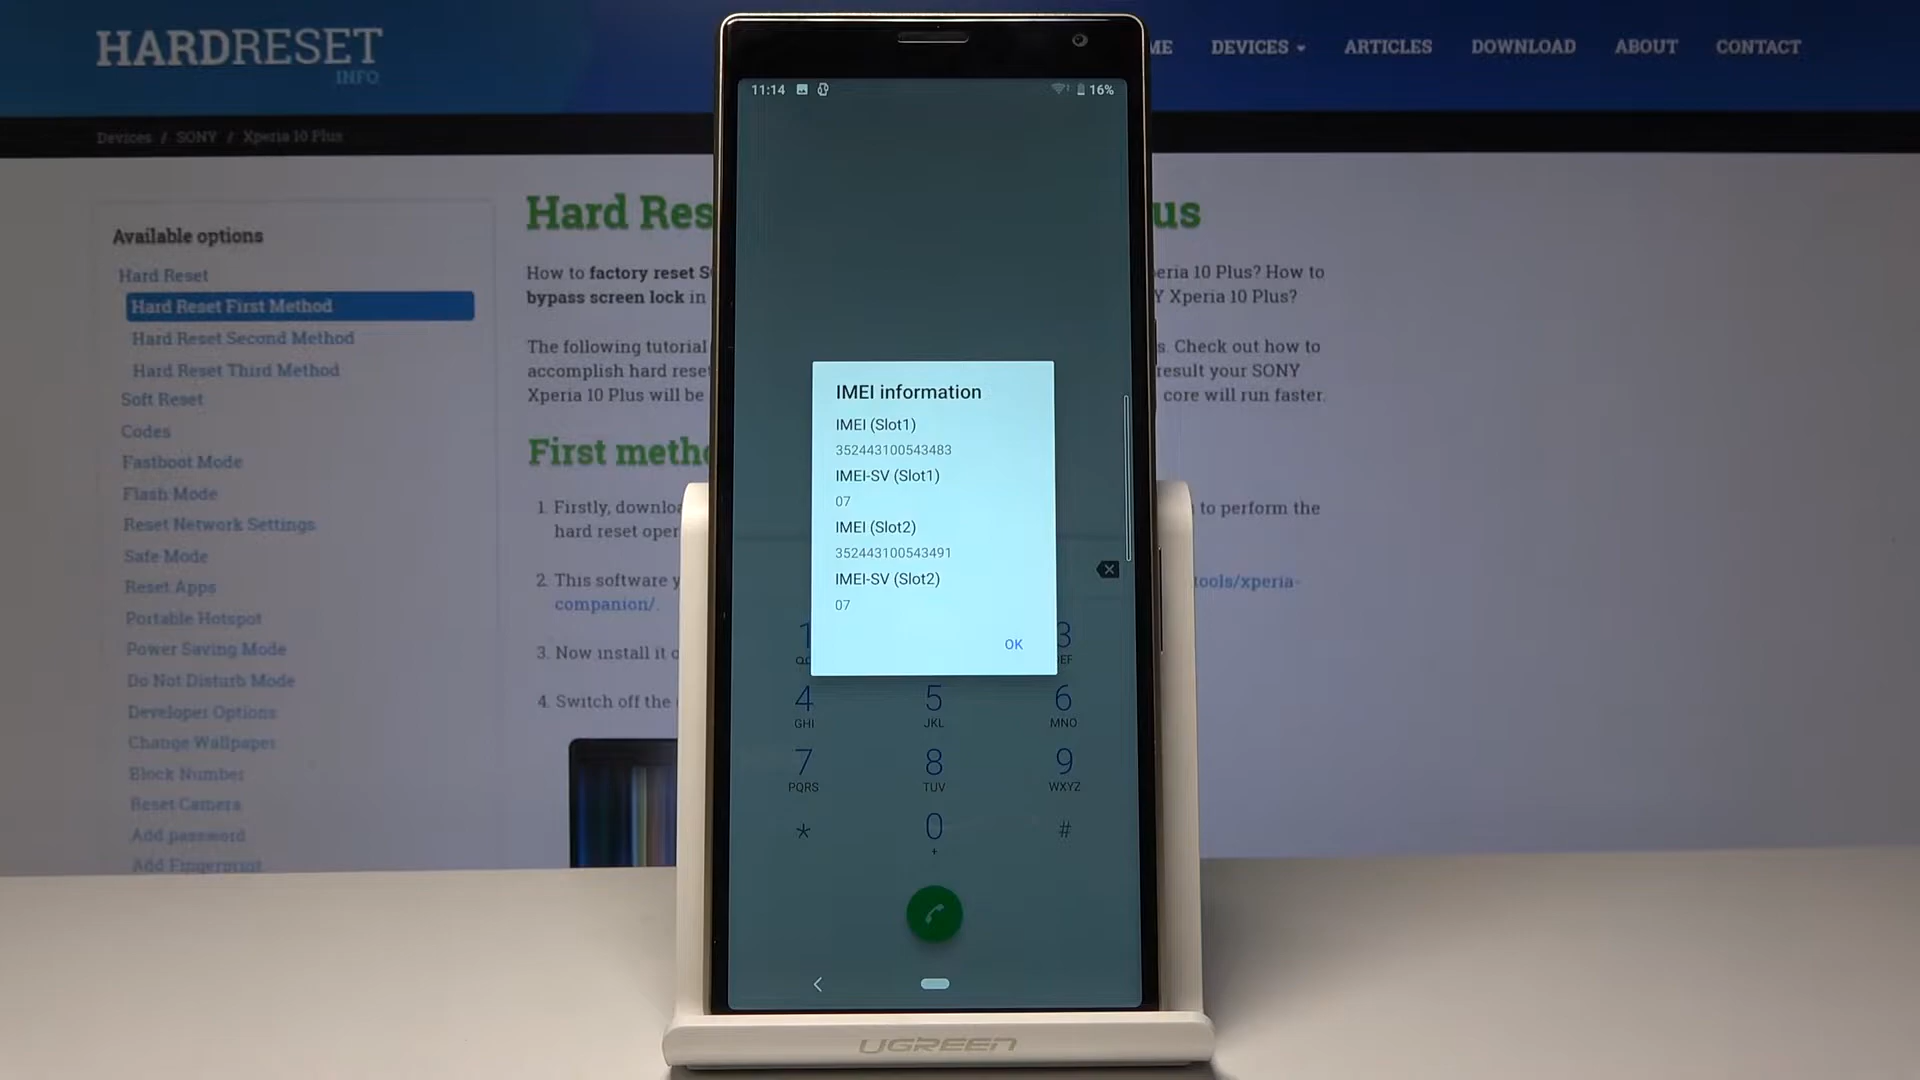 HARDRESET
INFO
ME
DEVICES
ARTICLES
DOWNLOAD
ABOUT
CONTACT
Devices / SONY / Xperia 10 Plus
Available options
Hard Reset
Hard Reset First Method
Hard Reset Second Method
Hard Reset Third Method
Soft Reset
Codes
Fastboot Mode
Flash Mode
Reset Network Settings
Safe Mode
Reset Apps
Portable Hotspot
Power Saving Mode
Do Not Disturb Mode
Developer Options
Change Wallpaper
Block Number
Reset Camera
Add password
Add Fingerprint
Hard Res
us
How to factory reset S
eria 10 Plus? How to
bypass screen lock in
Y Xperia 10 Plus?
The following tutorial
s. Check out how to
accomplish hard reset
result your SONY
Xperia 10 Plus will be
core will run faster.
First meth
1. Firstly, downloa
to perform the
hard reset oper
2. This software y
tools/xperia-
companion/.
3. Now install it o
4. Switch off the
11:14
16%
IMEI information
IMEI (Slot1)
352443100543483
IMEI-SV (Slot1)
07
IMEI (Slot2)
352443100543491
IMEI-SV (Slot2)
07
OK
1
3
EF
4
GHI
5
JKL
6
MNO
7
PQRS
8
TUV
9
WXYZ
*
0
+
#
UGREEN